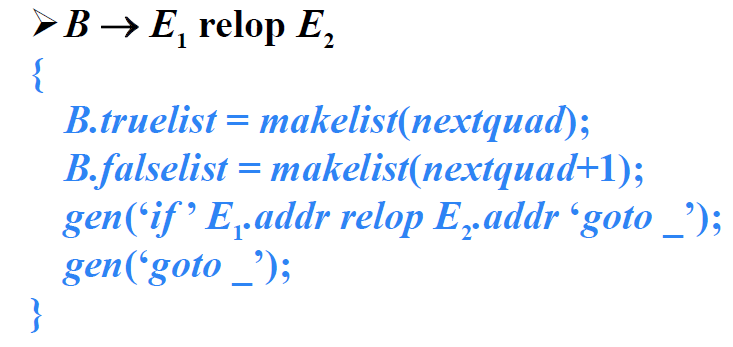 ➤B → E₁ relop E₂
{
B.truelist = makelist(nextquad);
B.falselist = makelist(nextquad+1);
gen(‘if ’ E₁.addr relop E₂.addr ‘goto _’);
gen(‘goto _’);
}